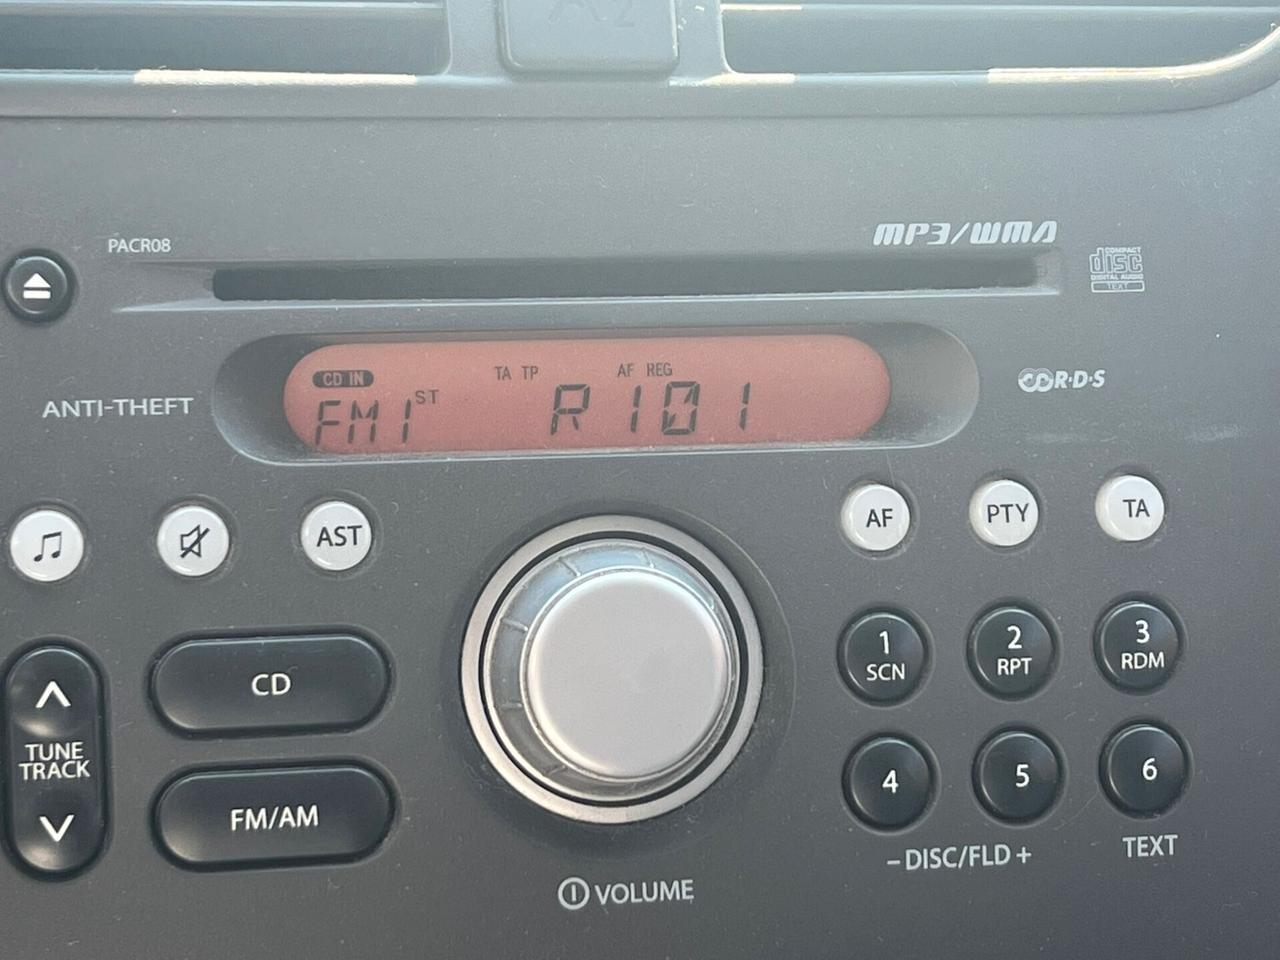 PACR08
MP3/WMA
COMPACT
disc
DIGITAL AUDIO
TEXT
CD IN
TA TP
AF REG
FM1 ST
R 101
ANTI-THEFT
R·D·S
AST
AF
PTY
TA
CD
1
SCN
2
RPT
3
RDM
TUNE
TRACK
FM/AM
4
5
6
– DISC/FLD +
TEXT
VOLUME